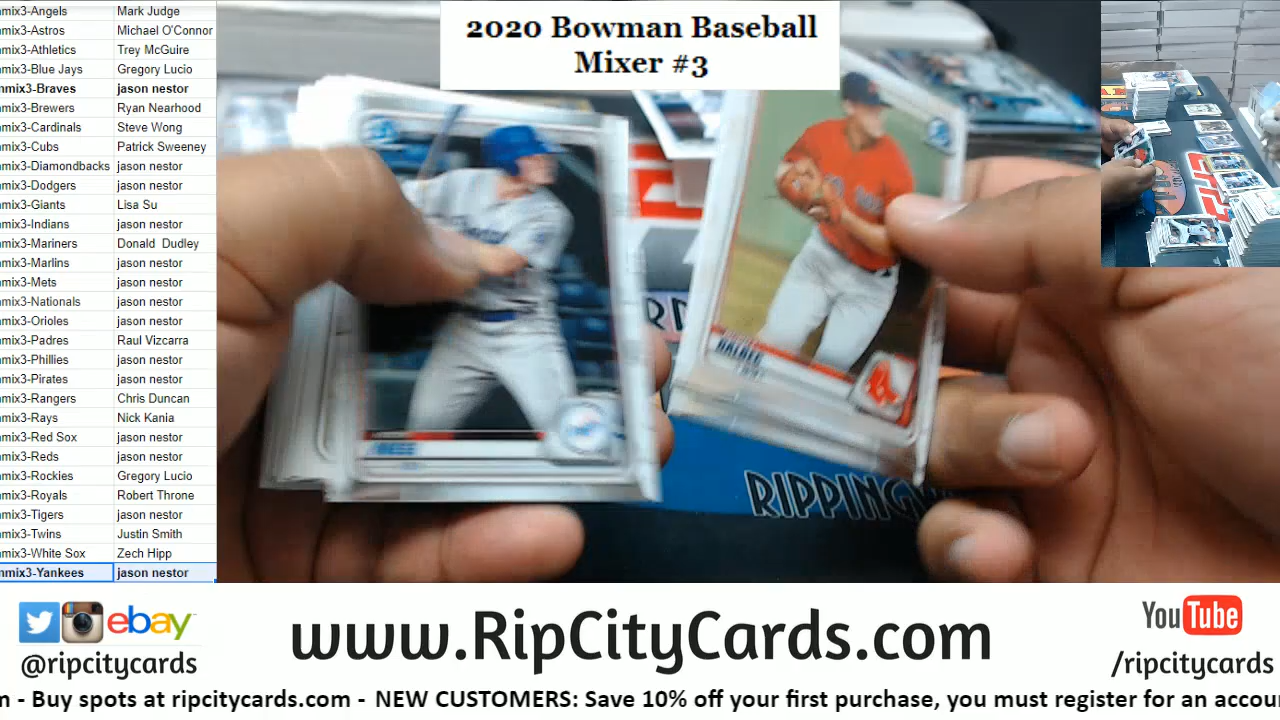 2020 Bowman Baseball
Mixer #3
mix3-Angels Mark Judge
mix3-Astros Michael O'Connor
mix3-Athletics Trey McGuire
mix3-Blue Jays Gregory Lucio
mix3-Braves jason nestor
mix3-Brewers Ryan Nearhood
mix3-Cardinals Steve Wong
mix3-Cubs Patrick Sweeney
mix3-Diamondbacks jason nestor
mix3-Dodgers jason nestor
mix3-Giants Lisa Su
mix3-Indians jason nestor
mix3-Mariners Donald Dudley
mix3-Marlins jason nestor
mix3-Mets jason nestor
mix3-Nationals jason nestor
mix3-Orioles jason nestor
mix3-Padres Raul Vizcarra
mix3-Phillies jason nestor
mix3-Pirates jason nestor
mix3-Rangers Chris Duncan
mix3-Rays Nick Kania
mix3-Red Sox jason nestor
mix3-Reds jason nestor
mix3-Rockies Gregory Lucio
mix3-Royals Robert Throne
mix3-Tigers jason nestor
mix3-Twins Justin Smith
mix3-White Sox Zech Hipp
mix3-Yankees jason nestor
RIPPING
ebay
@ripcitycards
www.RipCityCards.com
YouTube
/ripcitycards
m - Buy spots at ripcitycards.com - NEW CUSTOMERS: Save 10% off your first purchase, you must register for an accou